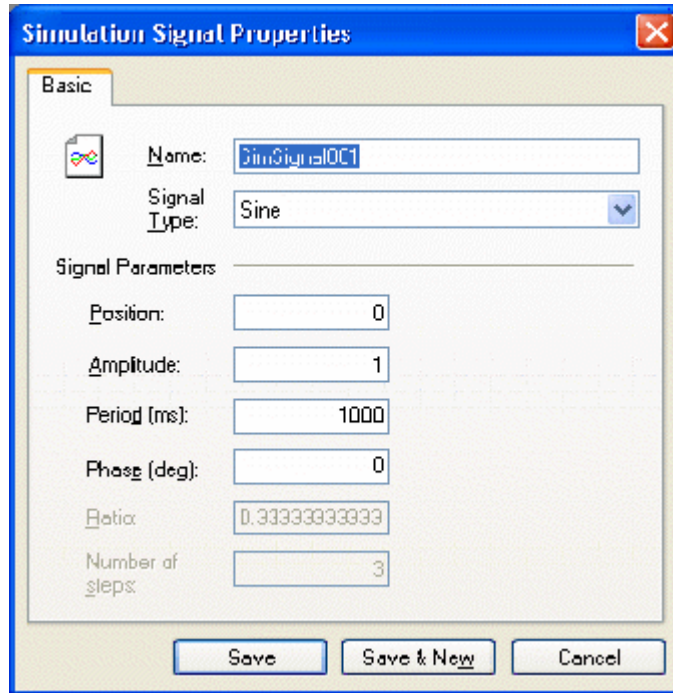 Simulation Signal Properties
Basic
Name: SimSignal001
Signal
Type: Sine
Signal Parameters
Position: 0
Amplitude: 1
Period (ms): 1000
Phase (deg): 0
Ratio: 0.33333333333
Number of
steps: 3
Save Save & New Cancel